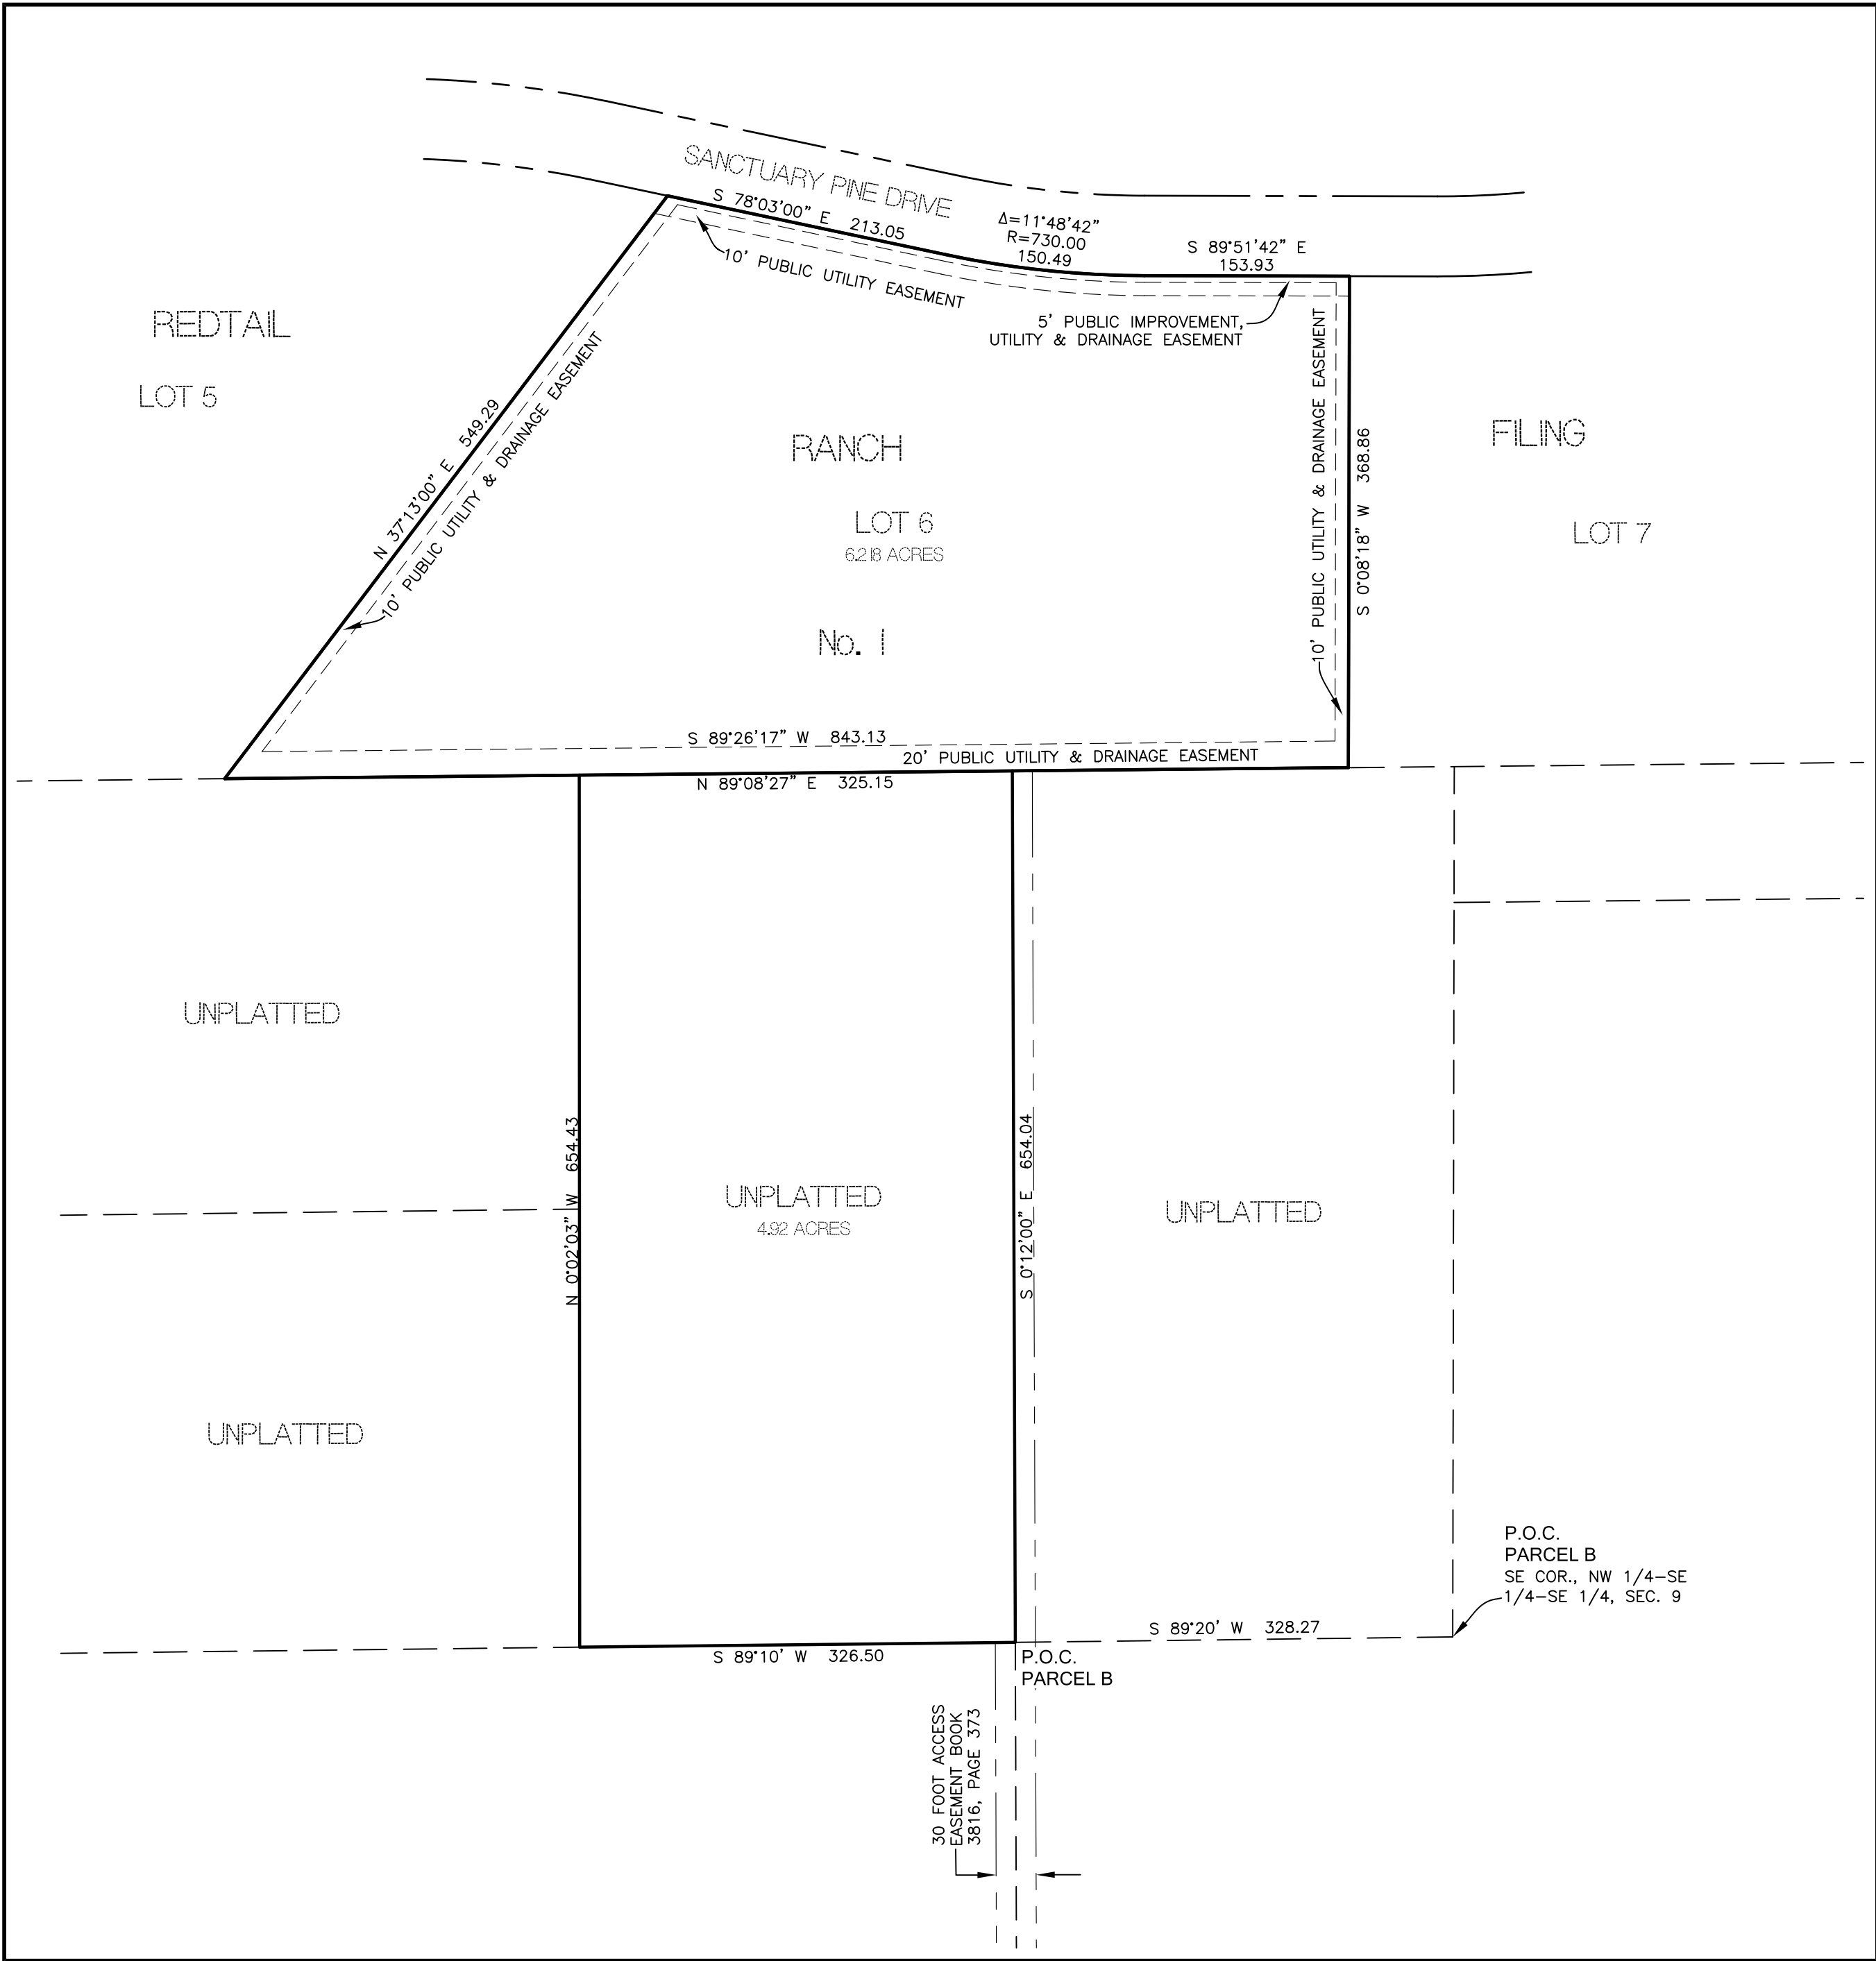 SANCTUARY PINE DRIVE
S 78°03'00" E 213.05
Δ=11°48'42"
R=730.00
150.49
S 89°51'42" E
153.93
10' PUBLIC UTILITY EASEMENT
5' PUBLIC IMPROVEMENT,
UTILITY & DRAINAGE EASEMENT
REDTAIL
LOT 5
N 37°13'00" E 549.29
10' PUBLIC UTILITY & DRAINAGE EASEMENT
RANCH
LOT 6
6.218 ACRES
No. 1
10' PUBLIC UTILITY & DRAINAGE EASEMENT
S 0°08'18" W 368.86
FILING
LOT 7
S 89°26'17" W 843.13
20' PUBLIC UTILITY & DRAINAGE EASEMENT
N 89°08'27" E 325.15
UNPLATTED
UNPLATTED
N 0°02'03" W 654.43
UNPLATTED
4.92 ACRES
S 0°12'00" E 654.04
UNPLATTED
P.O.C.
PARCEL B
SE COR., NW 1/4-SE
1/4-SE 1/4, SEC. 9
S 89°20' W 328.27
S 89°10' W 326.50
P.O.C.
PARCEL B
30 FOOT ACCESS
EASEMENT BOOK
3816, PAGE 373